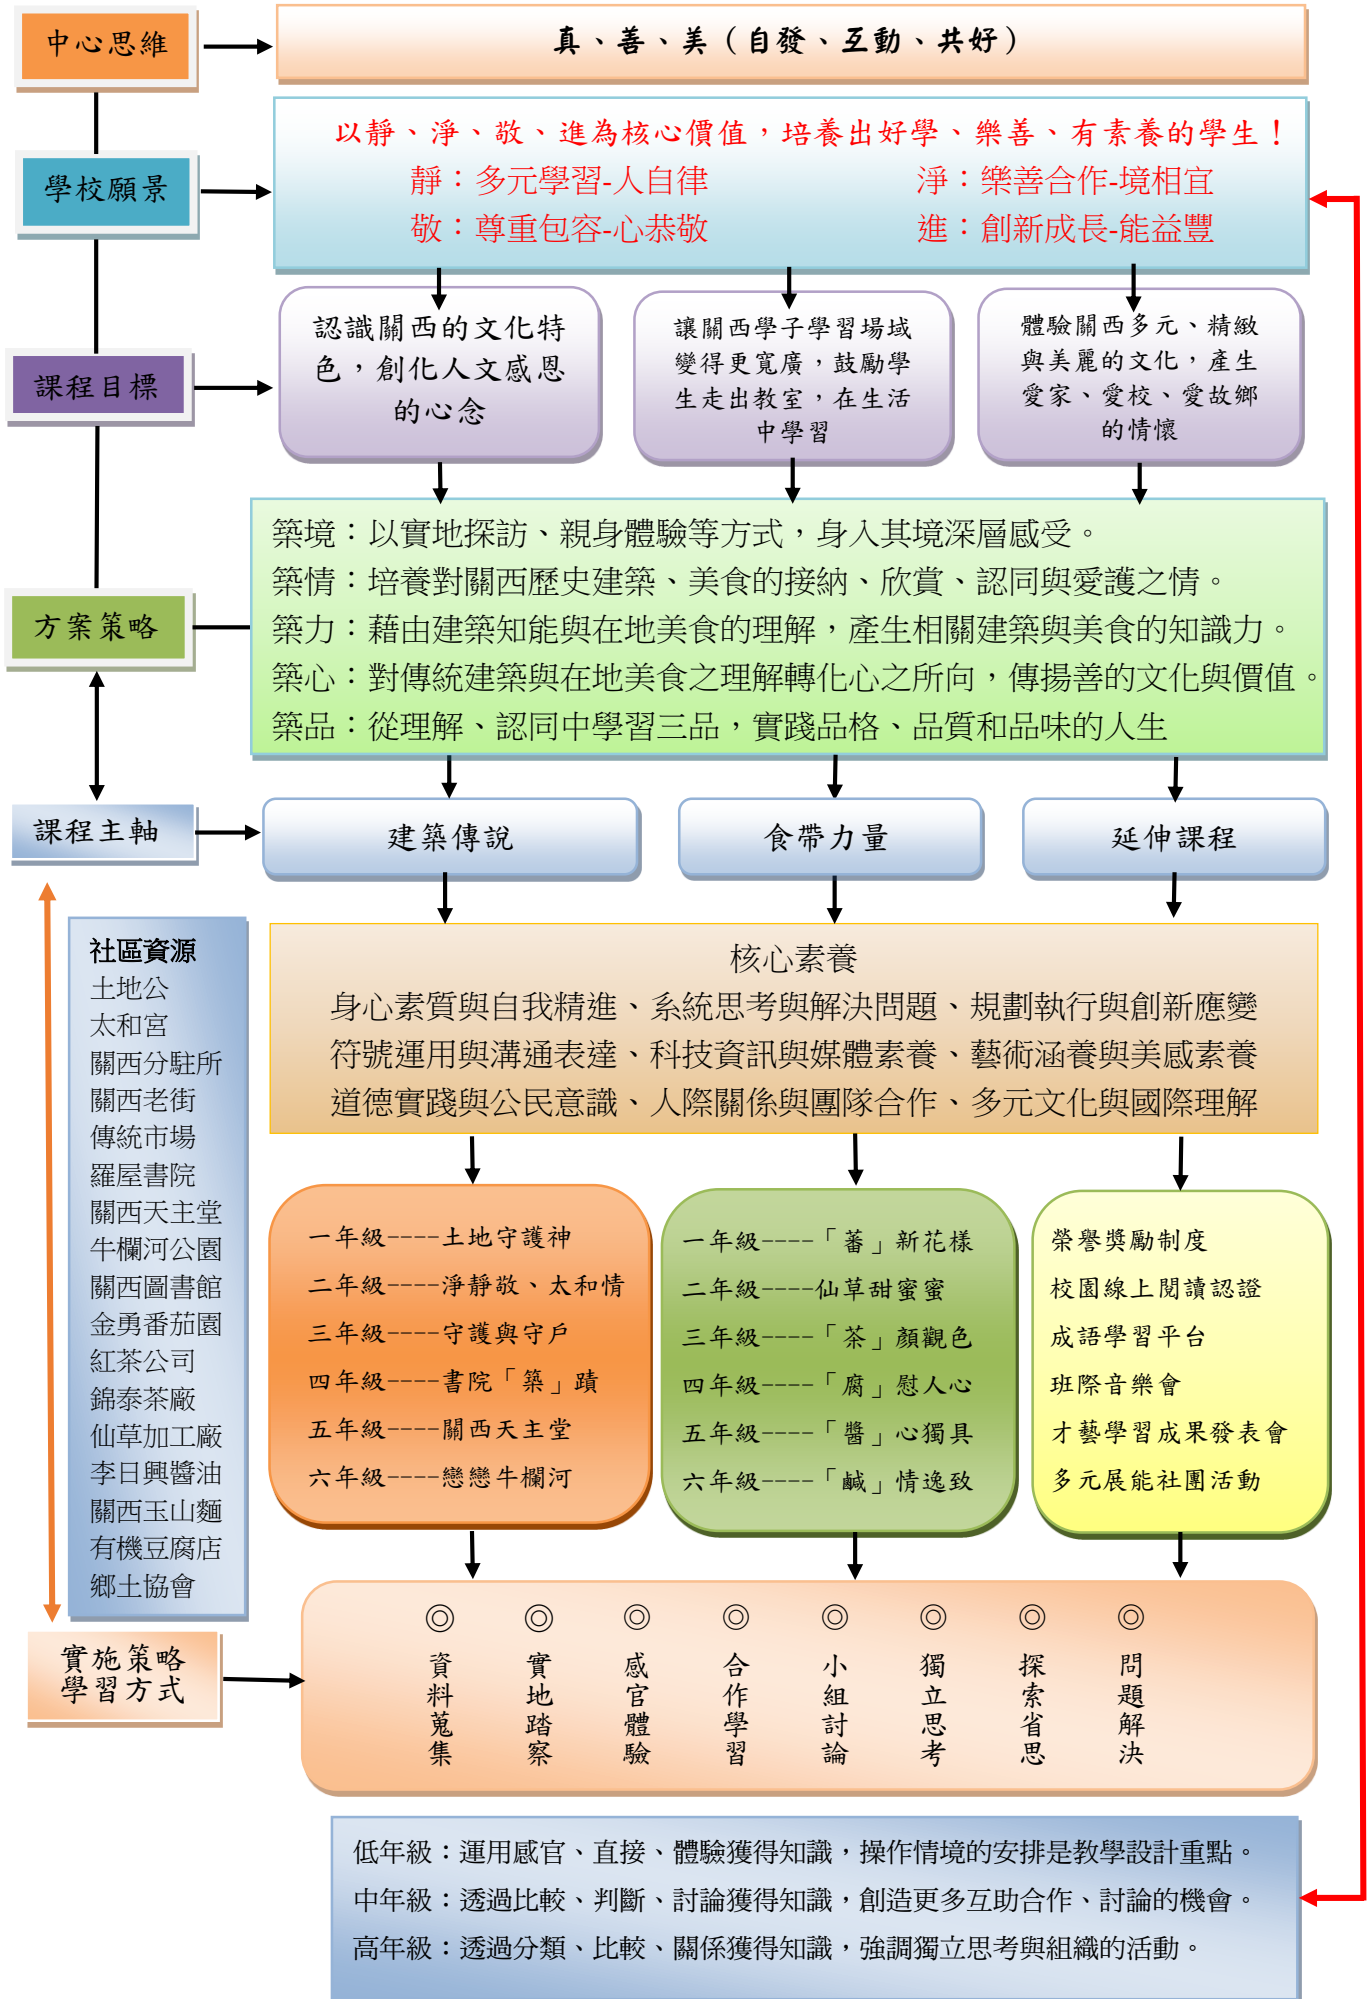 中心思維
真、善、美（自發、互動、共好）
學校願景
以靜、淨、敬、進為核心價值，培養出好學、樂善、有素養的學生！
靜：多元學習-人自律
淨：樂善合作-境相宜
敬：尊重包容-心恭敬
進：創新成長-能益豐
課程目標
認識關西的文化特
色，創化人文感恩
的心念
讓關西學子學習場域
變得更寬廣，鼓勵學
生走出教室，在生活
中學習
體驗關西多元、精緻
與美麗的文化，產生
愛家、愛校、愛故鄉
的情懷
方案策略
築境：以實地探訪、親身體驗等方式，身入其境深層感受。
築情：培養對關西歷史建築、美食的接納、欣賞、認同與愛護之情。
築力：藉由建築知能與在地美食的理解，產生相關建築與美食的知識力。
築心：對傳統建築與在地美食之理解轉化心之所向，傳揚善的文化與價值。
築品：從理解、認同中學習三品，實踐品格、品質和品味的人生
課程主軸
建築傳說
食帶力量
延伸課程
社區資源
土地公
太和宮
關西分駐所
關西老街
傳統市場
羅屋書院
關西天主堂
牛欄河公園
關西圖書館
金勇番茄園
紅茶公司
錦泰茶廠
仙草加工廠
李日興醬油
關西玉山麵
有機豆腐店
鄉土協會
核心素養
身心素質與自我精進、系統思考與解決問題、規劃執行與創新應變
符號運用與溝通表達、科技資訊與媒體素養、藝術涵養與美感素養
道德實踐與公民意識、人際關係與團隊合作、多元文化與國際理解
一年級----土地守護神
二年級----淨靜敬、太和情
三年級----守護與守戶
四年級----書院「築」蹟
五年級----關西天主堂
六年級----戀戀牛欄河
一年級----「蕃」新花樣
二年級----仙草甜蜜蜜
三年級----「茶」顏觀色
四年級----「腐」慰人心
五年級----「醬」心獨具
六年級----「鹹」情逸致
榮譽獎勵制度
校園線上閱讀認證
成語學習平台
班際音樂會
才藝學習成果發表會
多元展能社團活動
實施策略
學習方式
◎資料蒐集
◎實地踏察
◎感官體驗
◎合作學習
◎小組討論
◎獨立思考
◎探索省思
◎問題解決
低年級：運用感官、直接、體驗獲得知識，操作情境的安排是教學設計重點。
中年級：透過比較、判斷、討論獲得知識，創造更多互助合作、討論的機會。
高年級：透過分類、比較、關係獲得知識，強調獨立思考與組織的活動。